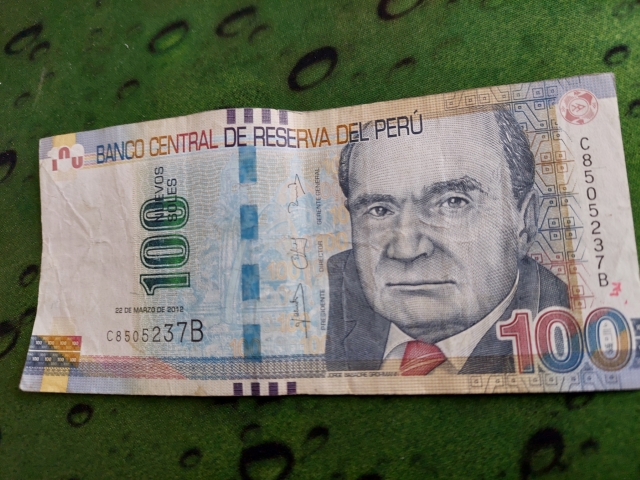 BANCO CENTRAL DE RESERVA DEL PERÚ
C8505237B
100
NUEVOS
SOLES
100
GERENTE GENERAL
DIRECTOR
PRESIDENTE
22 DE MARZO DE 2012
C8505237B